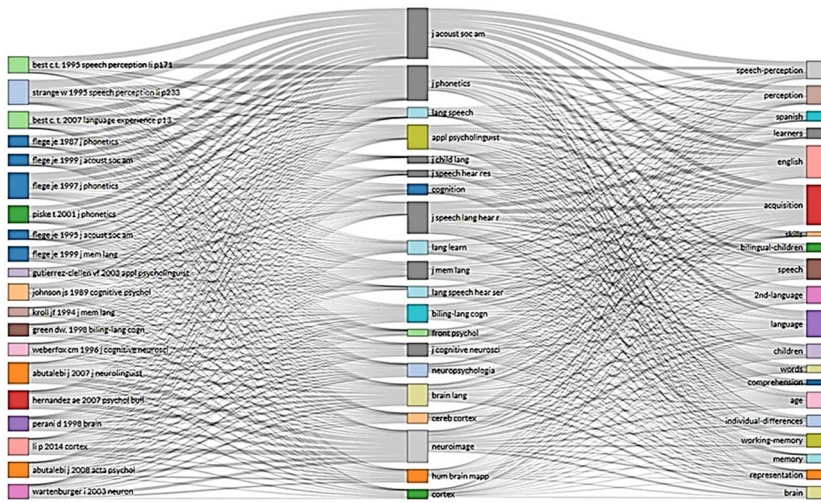 best c.t. 1995 speech perception li p171
strange w 1995 speech perception li p233
best c. t. 2007 language experience p13
flege je 1987 j phonetics
flege je 1999 j acoust soc am
flege je 1997 j phonetics
piske t 2001 j phonetics
flege je 1995 j acoust soc am
flege je 1999 j mem lang
gutierrez-clellen vf 2003 appl psycholinguist
johnson js 1989 cognitive psychol
kroll jf 1994 j mem lang
green dw. 1998 biling-lang cogn
weberfox cm 1996 j cognitive neurosci
abutalebi j 2007 j neurolinguist
hernandez ae 2007 psychol bull
perani d 1998 brain
li p 2014 cortex
abutalebi j 2008 acta psychol
wartenburger i 2003 neuron
j acoust soc am
j phonetics
lang speech
appl psycholinguist
j child lang
j speech hear res
cognition
j speech lang hear r
lang learn
j mem lang
lang speech hear ser
biling-lang cogn
front psychol
j cognitive neurosci
neuropsychologia
brain lang
cereb cortex
neuroimage
hum brain mapp
cortex
speech-perception
perception
spanish
learners
english
acquisition
skills
bilingual-children
speech
2nd-language
language
children
words
comprehension
age
individual-differences
working-memory
memory
representation
brain